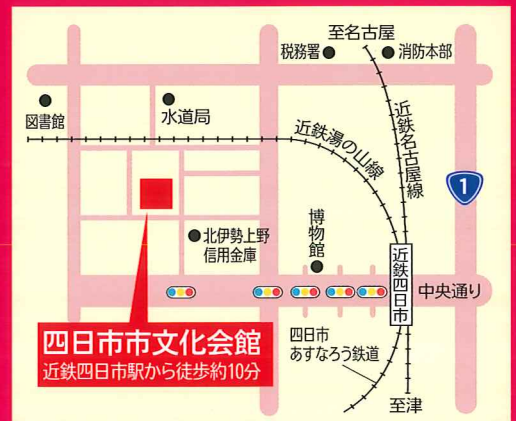 至名古屋
税務署
消防本部
図書館
水道局
近鉄湯の山線
近鉄名古屋線
1
北伊勢上野
信用金庫
博物館
近鉄四日市
中央通り
四日市市文化会館
近鉄四日市駅から徒歩約10分
四日市
あすなろう鉄道
至津